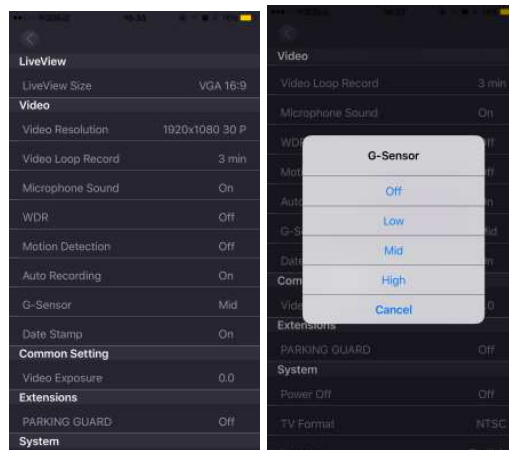 LiveView
LiveView Size VGA 16:9
Video
Video Resolution 1920x1080 30 P
Video Loop Record 3 min
Microphone Sound On
WDR Off
Motion Detection Off
Auto Recording On
G-Sensor Mid
Date Stamp On
Common Setting
Video Exposure 0.0
Extensions
PARKING GUARD Off
System
Video
Video Loop Record 3 min
Microphone Sound On
G-Sensor
Off
Low
Mid
High
Cancel
Extensions
PARKING GUARD Off
System
Power Off Off
TV Format NTSC